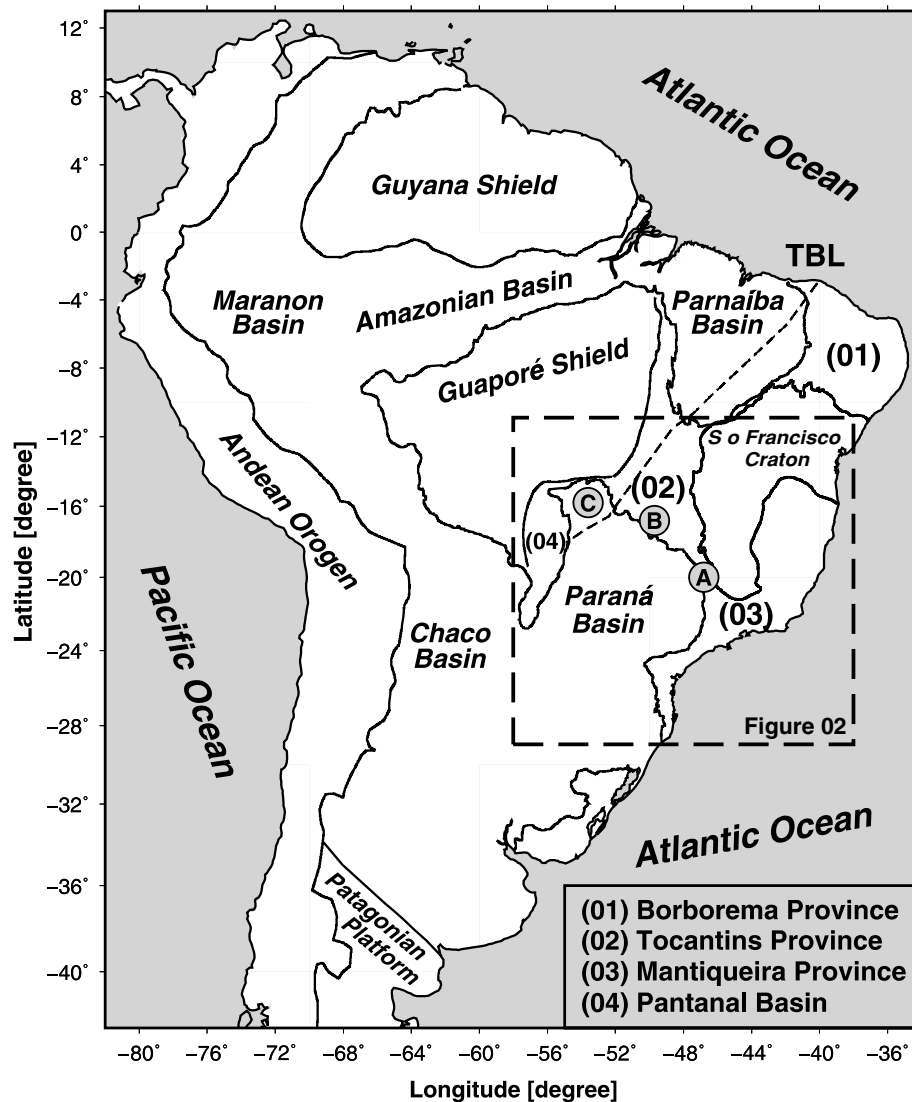 12°
8°
4°
0°
−4°
−8°
−12°
−16°
−20°
−24°
−28°
−32°
−36°
−40°
Latitude [degree]
Atlantic Ocean
Guyana Shield
TBL
Maranon
Basin
Amazonian Basin
Parnaíba
Basin
(01)
Guaporé Shield
S o Francisco
Craton
Andean Orogen
(02)
C
B
(04)
A
Paraná
Basin
(03)
Chaco
Basin
Pacific Ocean
Figure 02
Atlantic Ocean
Patagonian
Platform
(01) Borborema Province
(02) Tocantins Province
(03) Mantiqueira Province
(04) Pantanal Basin
−80° −76° −72° −68° −64° −60° −56° −52° −48° −44° −40° −36°
Longitude [degree]